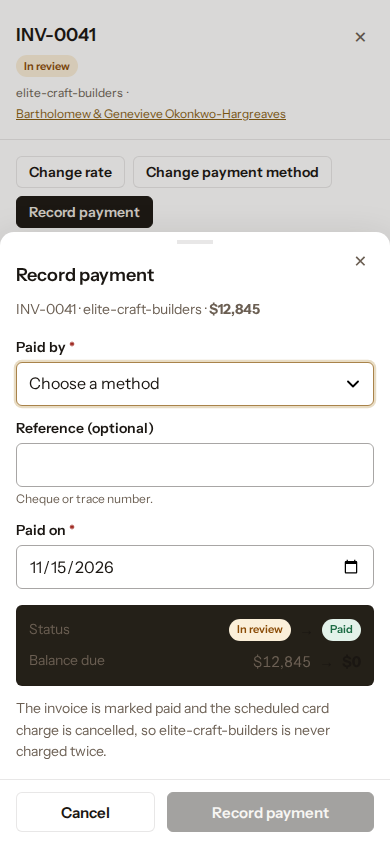 INV-0041
In review
elite-craft-builders ·
Bartholomew & Genevieve Okonkwo-Hargreaves
Change rate
Change payment method
Record payment
Record payment
INV-0041 · elite-craft-builders · $12,845
Paid by *
Choose a method
Reference (optional)
Cheque or trace number.
Paid on *
11/15/2026
Status In review → Paid
Balance due $12,845 → $0
The invoice is marked paid and the scheduled card
charge is cancelled, so elite-craft-builders is never
charged twice.
Cancel
Record payment